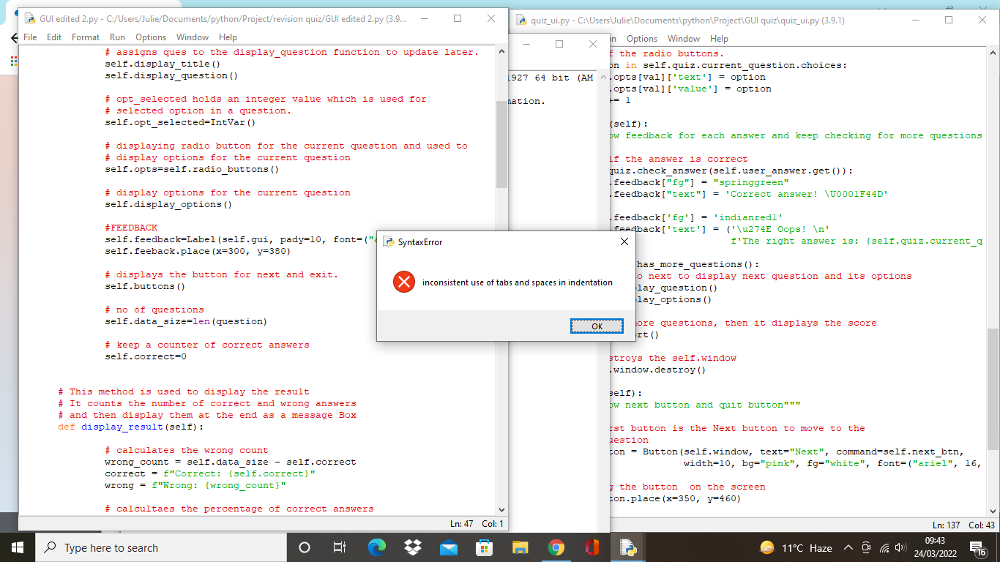 GUI edited 2.py - C:/Users/Julie/Documents/python/Project/revision quiz/GUI edited 2.py (3.9...
File Edit Format Run Options Window Help
# assigns ques to the display_question function to update later.
self.display_title()
self.display_question()
# opt_selected holds an integer value which is used for
# selected option in a question.
self.opt_selected=IntVar()
# displaying radio button for the current question and used to
# display options for the current question
self.opts=self.radio_buttons()
# display options for the current question
self.display_options()
#FEEDBACK
self.feedback=Label(self.gui, pady=10, font=("a
self.feeback.place(x=300, y=380)
# displays the button for next and exit.
self.buttons()
# no of questions
self.data_size=len(question)
# keep a counter of correct answers
self.correct=0
# This method is used to display the result
# It counts the number of correct and wrong answers
# and then display them at the end as a message Box
def display_result(self):
# calculates the wrong count
wrong_count = self.data_size - self.correct
correct = f"Correct: {self.correct}"
wrong = f"Wrong: {wrong_count}"
# calcultaes the percentage of correct answers
Ln: 47 Col: 1
1927 64 bit (AM
mation.
SyntaxError
inconsistent use of tabs and spaces in indentation
OK
quiz_ui.py - C:\Users\Julie\Documents\python\Project\GUI quiz\quiz_ui.py (3.9.1)
n Options Window Help
f the radio buttons.
on in self.quiz.current_question.choices:
.opts[val]['text'] = option
.opts[val]['value'] = option
+= 1
(self):
ow feedback for each answer and keep checking for more questions
if the answer is correct
quiz.check_answer(self.user_answer.get()):
.feedback["fg"] = "springgreen"
.feedback["text"] = 'Correct answer! \U0001F44D'
.feedback['fg'] = 'indianred1'
.feedback['text'] = ('\u274E Oops! \n'
f'The right answer is: {self.quiz.current_q
has_more_questions():
o next to display next question and its options
play_question()
play_options()
ore questions, then it displays the score
rt()
stroys the self.window
.window.destroy()
self):
ow next button and quit button"""
rst button is the Next button to move to the
uestion
ton = Button(self.window, text="Next", command=self.next_btn,
width=10, bg="pink", fg="white", font=("ariel", 16,
g the button  on the screen
ton.place(x=350, y=460)
Ln: 137 Col: 43
Type here to search
11°C Haze
09:43
24/03/2022
16